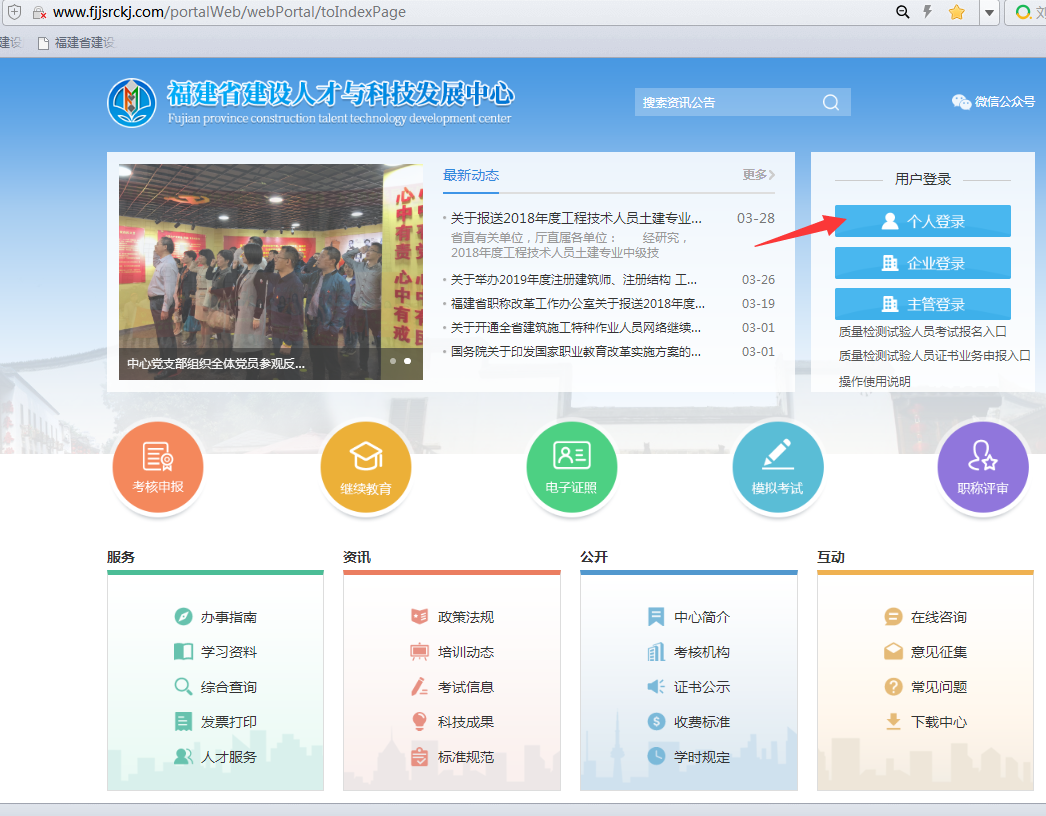 www.fjjsrckj.com/portalWeb/webPortal/toIndexPage
建设
福建省建设
福建省建设人才与科技发展中心
Fujian province construction talent technology development center
搜索资讯公告
微信公众号
中心党支部组织全体党员参观反...
心中有责 心中有戒
最新动态
更多
关于报送2018年度工程技术人员土建专业... 03-28
省直有关单位，厅直属各单位： 经研究，
2018年度工程技术人员土建专业中级技
关于举办2019年度注册建筑师、注册结构 工... 03-26
福建省职称改革工作办公室关于报送2018年度... 03-19
关于开通全省建筑施工特种作业人员网络继续... 03-01
国务院关于印发国家职业教育改革实施方案的... 03-01
用户登录
个人登录
企业登录
主管登录
质量检测试验人员考试报名入口
质量检测试验人员证书业务申报入口
操作使用说明
考核申报
继续教育
电子证照
模拟考试
职称评审
服务
办事指南
学习资料
综合查询
发票打印
人才服务
资讯
政策法规
培训动态
考试信息
科技成果
标准规范
公开
中心简介
考核机构
证书公示
收费标准
学时规定
互动
在线咨询
意见征集
常见问题
下载中心